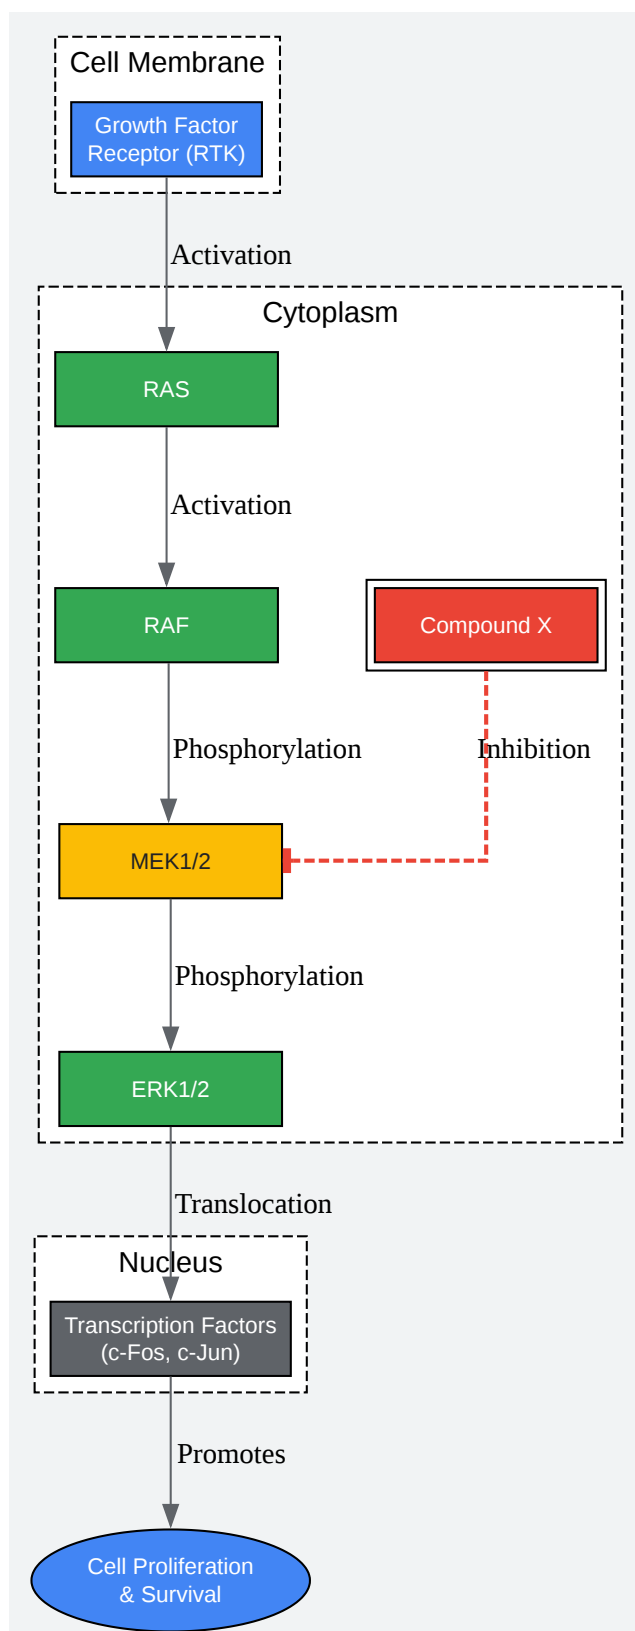 Cell Membrane
Growth Factor
Receptor (RTK)
Activation
Cytoplasm
RAS
Activation
RAF
Compound X
Phosphorylation
Inhibition
MEK1/2
Phosphorylation
ERK1/2
Translocation
Nucleus
Transcription Factors
(c-Fos, c-Jun)
Promotes
Cell Proliferation
& Survival